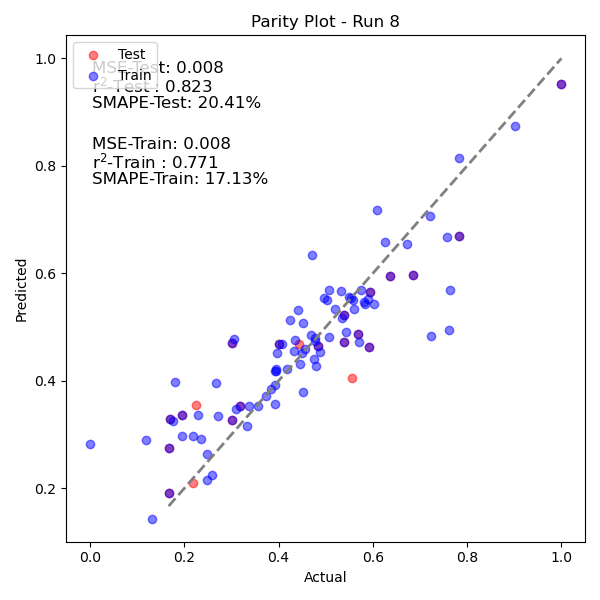 Parity Plot - Run 8
Test
Train
MSE-Test: 0.008
r²-Test : 0.823
SMAPE-Test: 20.41%
MSE-Train: 0.008
r²-Train : 0.771
SMAPE-Train: 17.13%
Predicted
1.0
0.8
0.6
0.4
0.2
0.0 0.2 0.4 0.6 0.8 1.0
Actual